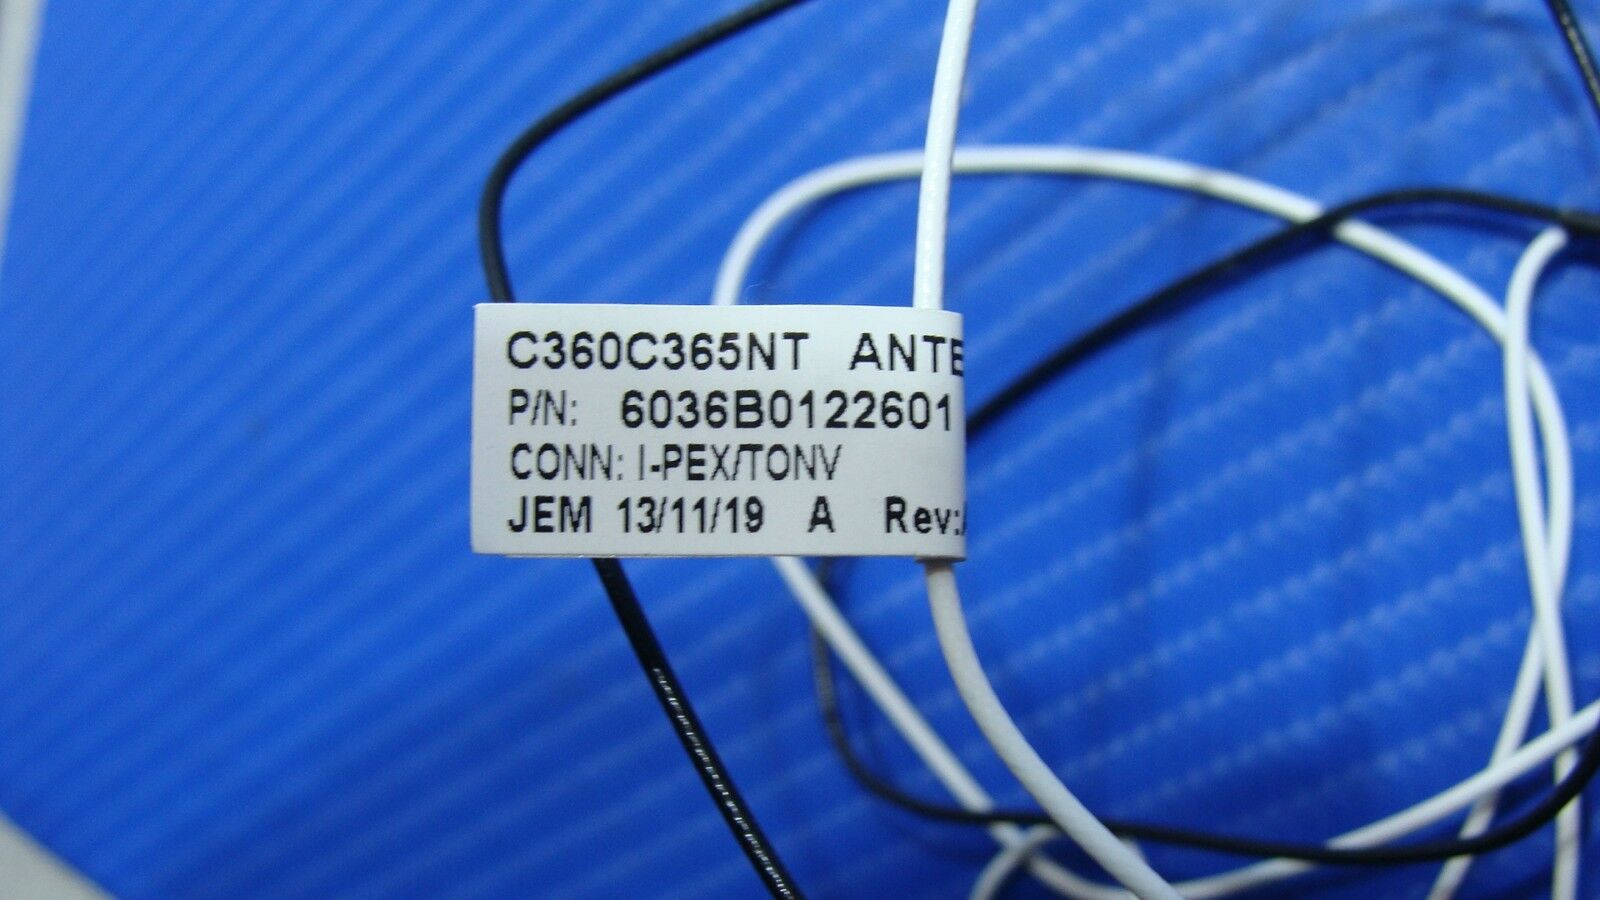 C360C365NT ANTE
P/N: 6036B0122601
CONN: I-PEX/TONV
JEM 13/11/19 A Rev: